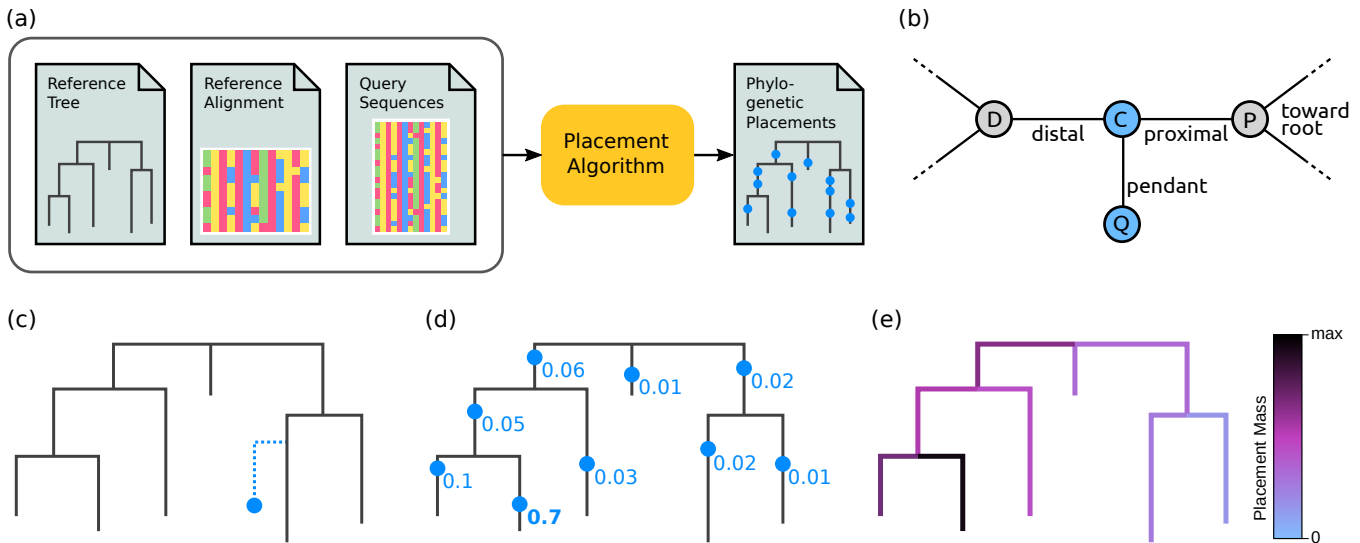 (a)
Reference
Tree
Reference
Alignment
Query
Sequences
Placement
Algorithm
Phylo-
genetic
Placements
(b)
D
C
P
distal
proximal
toward
root
pendant
Q
(c)
(d)
0.06
0.01
0.02
0.05
0.1
0.7
0.03
0.02
0.01
(e)
max
Placement Mass
0